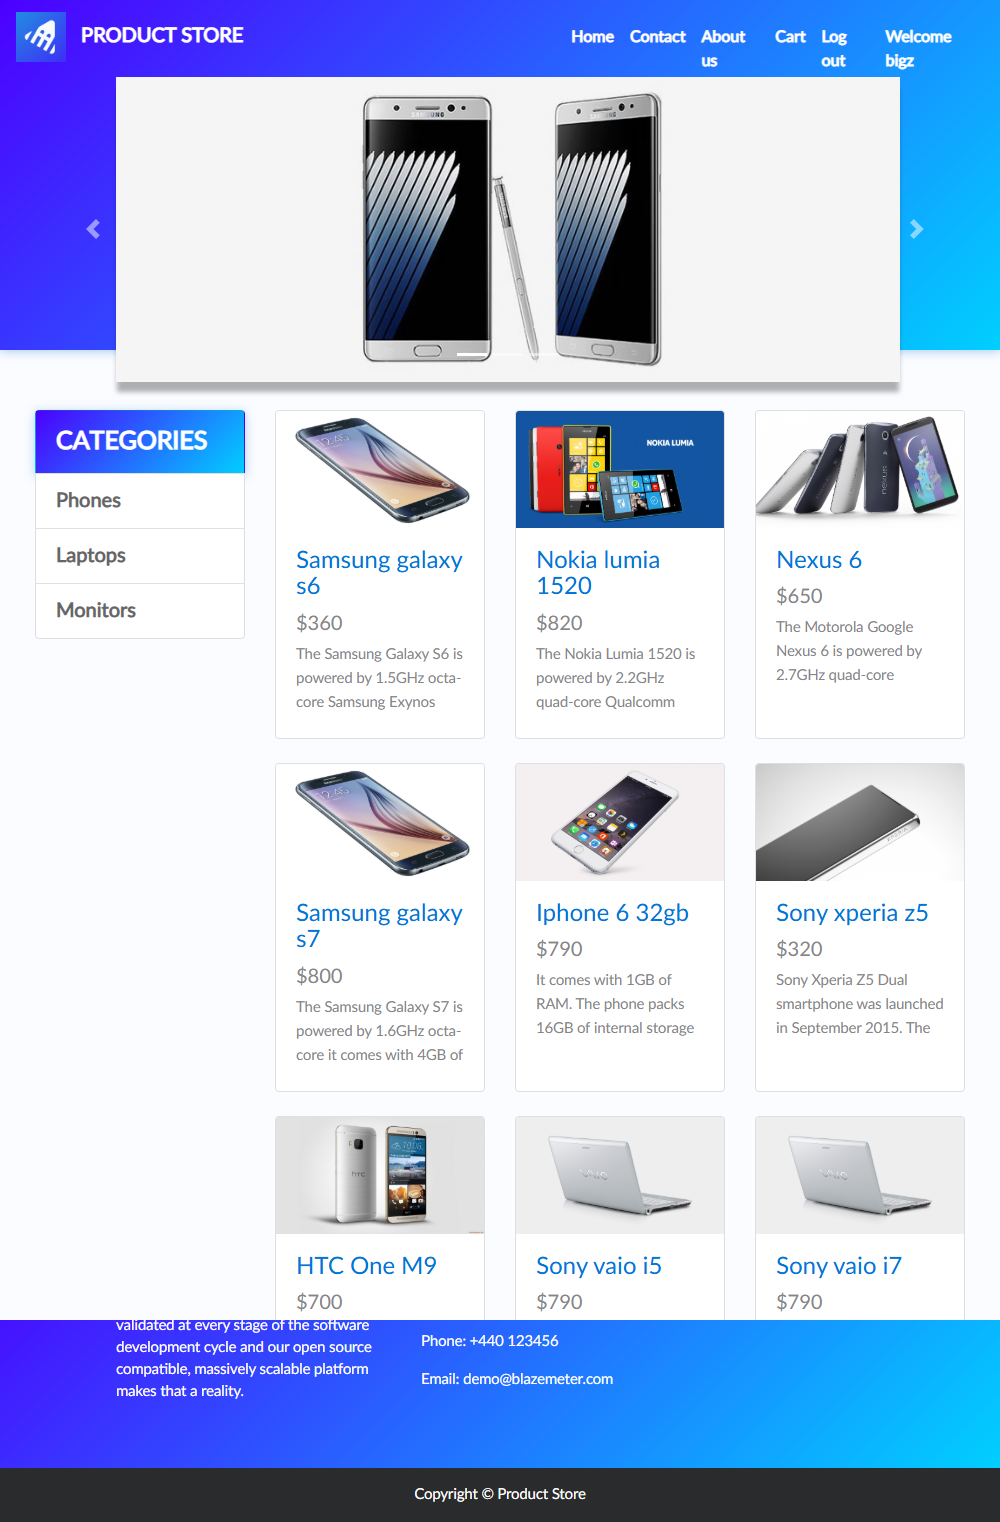 PRODUCT STORE
Home Contact About us Cart Log out Welcome bigz
SAMSUNG
CATEGORIES
Phones
Laptops
Monitors
Samsung galaxy
s6
$360
The Samsung Galaxy S6 is
powered by 1.5GHz octa-
core Samsung Exynos
NOKIA LUMIA
Nokia lumia
1520
$820
The Nokia Lumia 1520 is
powered by 2.2GHz
quad-core Qualcomm
nexus
Nexus 6
$650
The Motorola Google
Nexus 6 is powered by
2.7GHz quad-core
Samsung galaxy
s7
$800
The Samsung Galaxy S7 is
powered by 1.6GHz octa-
core it comes with 4GB of
Iphone 6 32gb
$790
It comes with 1GB of
RAM. The phone packs
16GB of internal storage
Sony xperia z5
$320
Sony Xperia Z5 Dual
smartphone was launched
in September 2015. The
hTC
HTC One M9
$700
VAIO
Sony vaio i5
$790
VAIO
Sony vaio i7
$790
validated at every stage of the software
development cycle and our open source
compatible, massively scalable platform
makes that a reality.
Phone: +440 123456
Email: demo@blazemeter.com
Copyright © Product Store